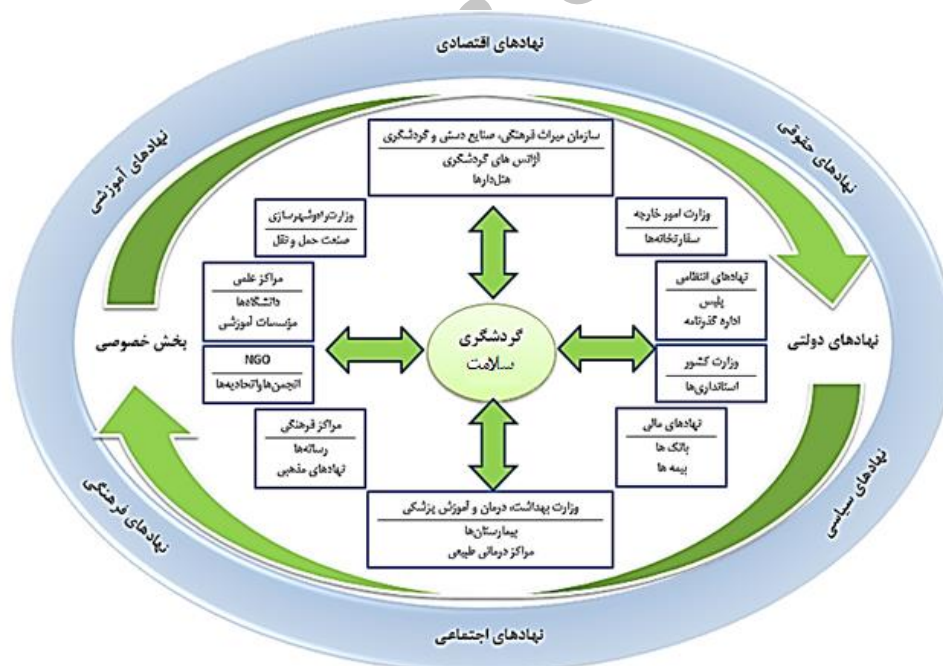 نهادهای اقتصادی
نهادهای حقوقی
نهادهای آموزشی
سازمان میراث فرهنگی، صنایع دستی و گردشگری
آژانس های گردشگری
هتل‌دارها
وزارت امور خارجه
سفارتخانه‌ها
وزارت راه‌وشهرسازی
صنعت حمل و نقل
نهادهای انتظامی
پلیس
اداره گذرنامه
مراکز علمی
دانشگاه‌ها
مؤسسات آموزشی
نهادهای دولتی
گردشگری
سلامت
بخش خصوصی
وزارت کشور
استانداری‌ها
NGO
انجمن‌ها‌و‌اتحادیه‌ها
نهادهای مالی
بانک ها
بیمه ها
مراکز فرهنگی
رسانه‌ها
نهادهای مذهبی
وزارت بهداشت، درمان و آموزش پزشکی
بیمارستان‌ها
مراکز درمانی طبیعی
نهادهای سیاسی
نهادهای فرهنگی
نهادهای اجتماعی